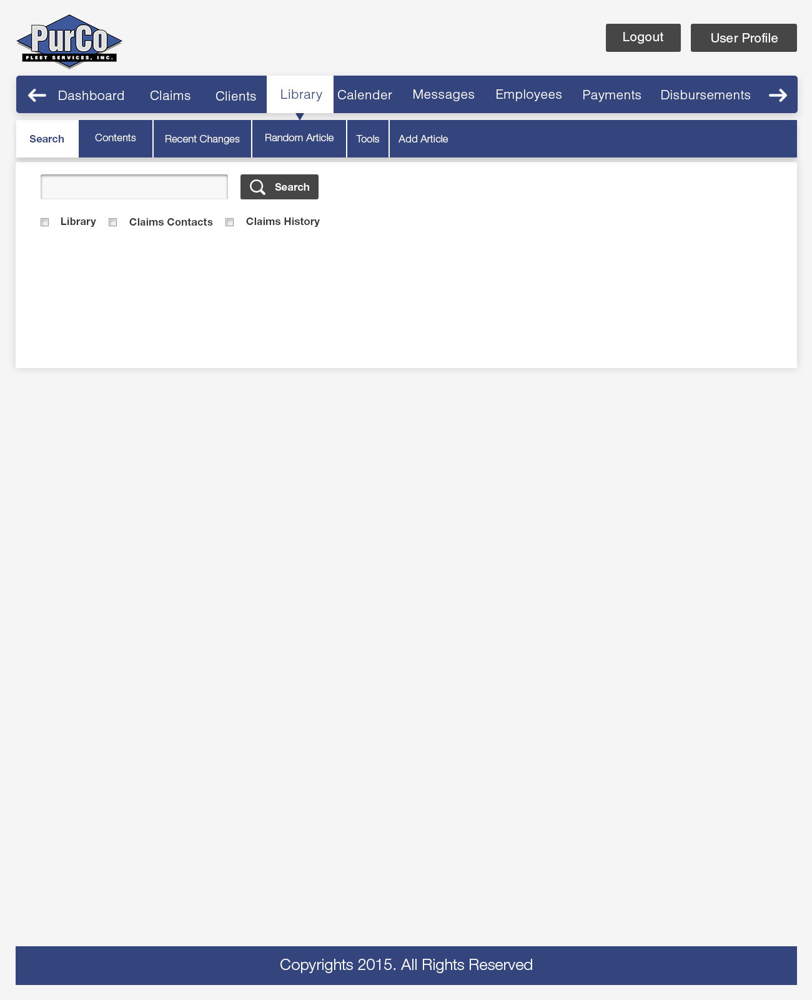 PurCo
FLEET SERVICES, INC.
Logout
User Profile
Dashboard Claims Clients Library Calender Messages Employees Payments Disbursements
Search Contents Recent Changes Random Article Tools Add Article
Search
Library Claims Contacts Claims History
Copyrights 2015. All Rights Reserved